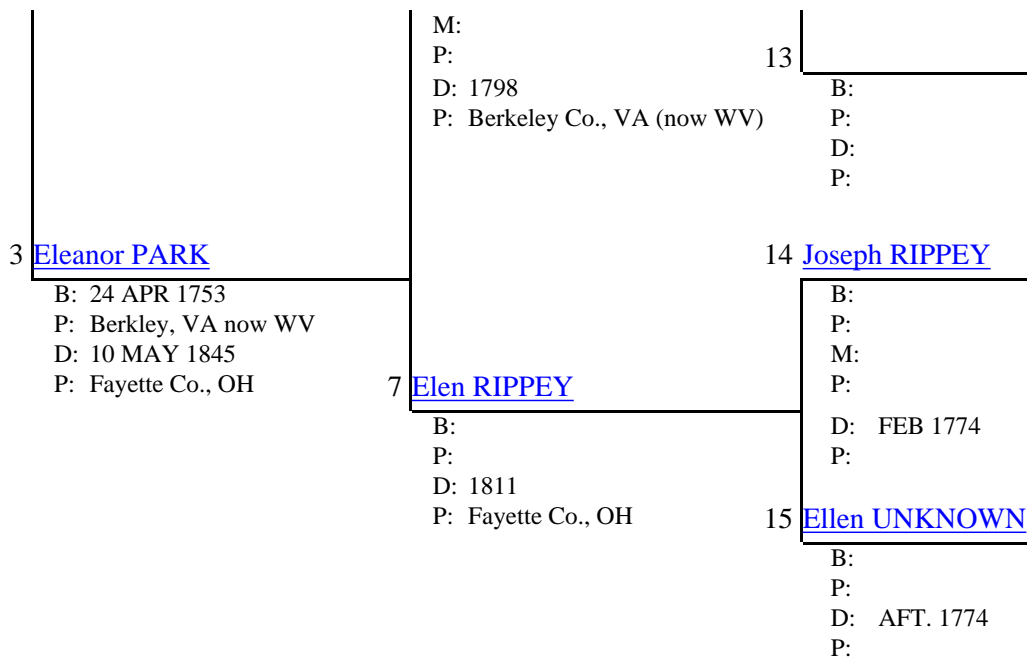 M:
P:
D: 1798
P: Berkeley Co., VA (now WV)
13
B:
P:
D:
P:
3 Eleanor PARK
B: 24 APR 1753
P: Berkley, VA now WV
D: 10 MAY 1845
P: Fayette Co., OH
7 Elen RIPPEY
B:
P:
D: 1811
P: Fayette Co., OH
14 Joseph RIPPEY
B:
P:
M:
P:
D: FEB 1774
P:
15 Ellen UNKNOWN
B:
P:
D: AFT. 1774
P: